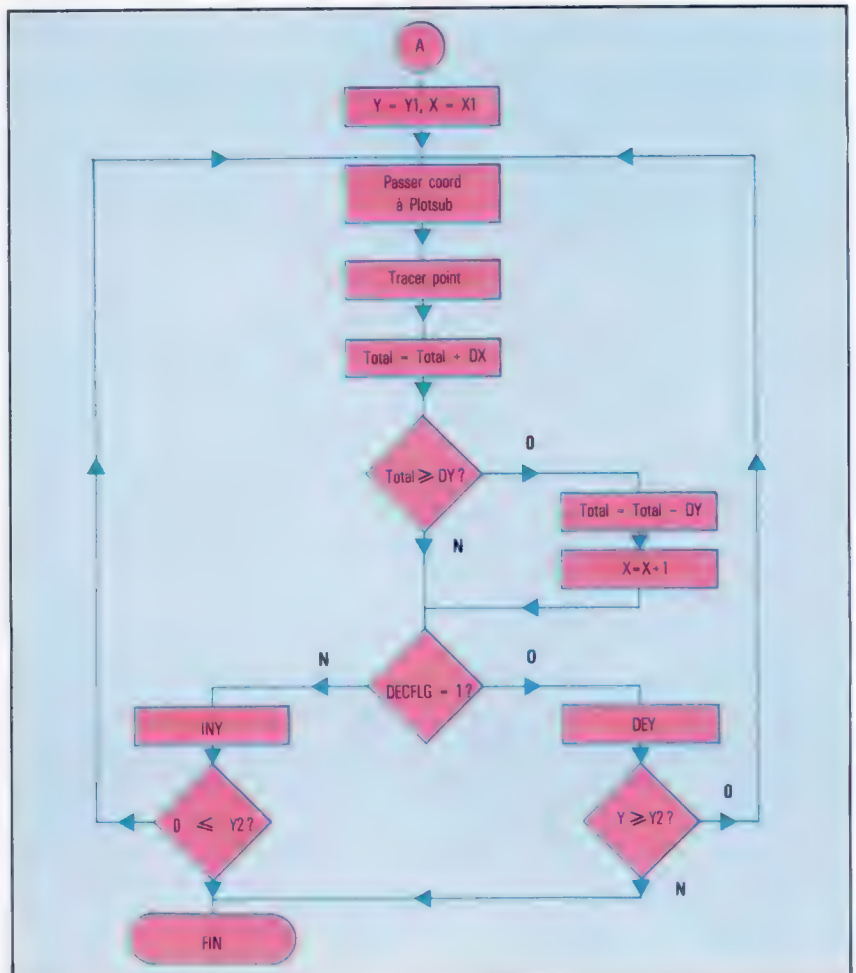 A
Y = Y1, X = X1
Passer coord
à Plotsub
Tracer point
Total = Total + DX
Total ⩾ DY?
O
Total = Total - DY
N
X=X+1
N
O
DECFLG = 1?
INY
DEY
O
0 ⩽ Y2?
Y ⩾ Y2?
N
FIN